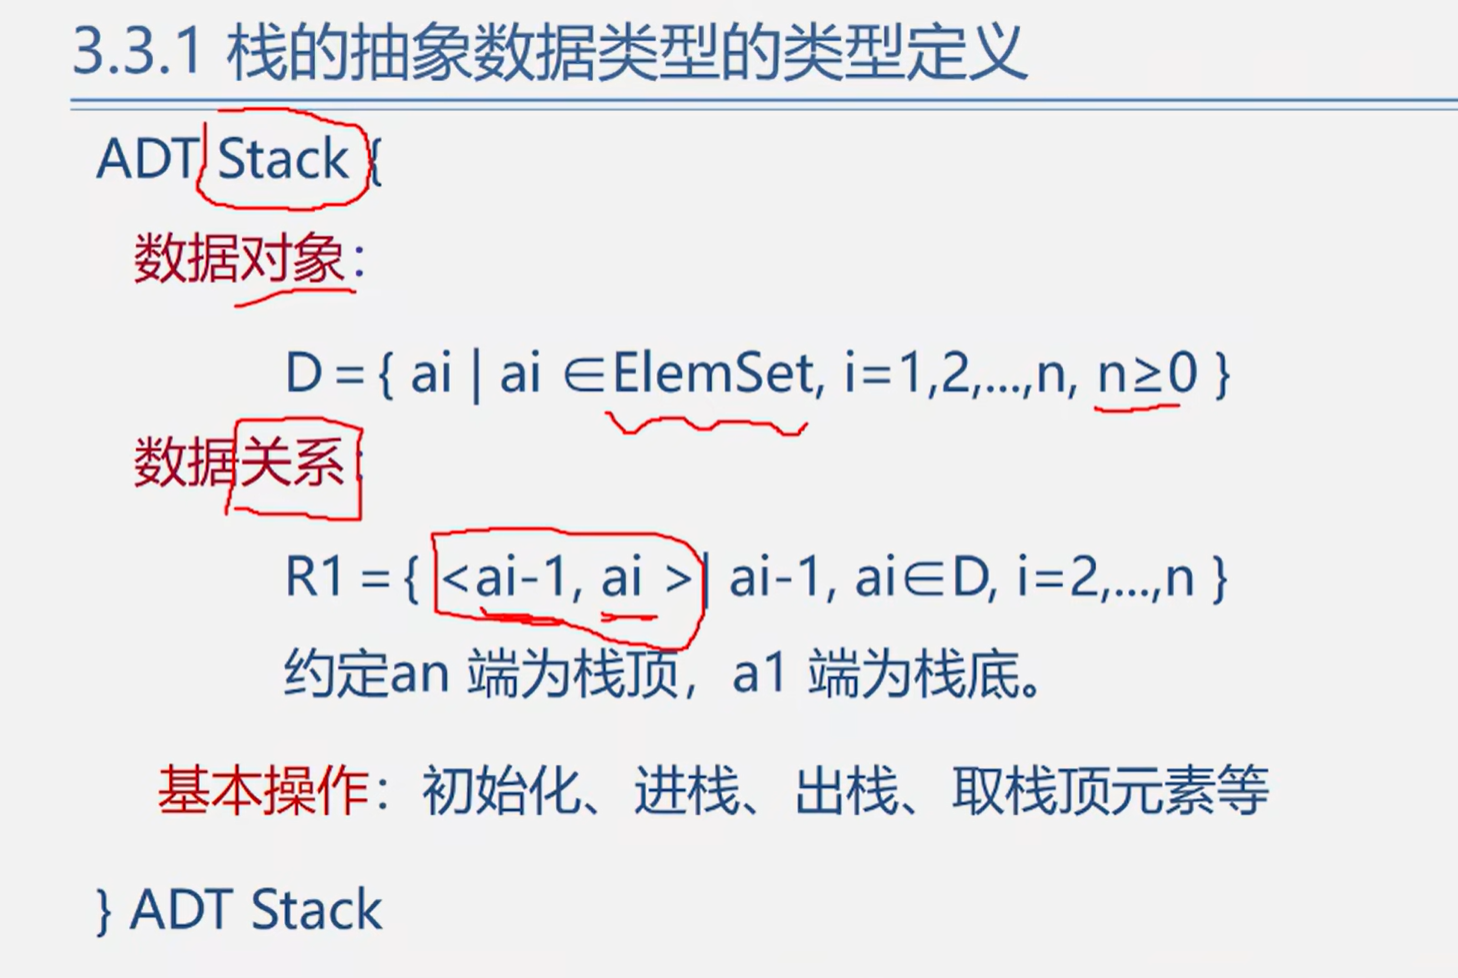 3.3.1 栈的抽象数据类型的类型定义
ADT Stack {
数据对象：
D = { ai | ai ∈ElemSet, i=1,2,...,n, n≥0 }
数据关系：
R1 = { <ai-1, ai >| ai-1, ai∈D, i=2,...,n }
约定an 端为栈顶，a1 端为栈底。
基本操作：初始化、进栈、出栈、取栈顶元素等
} ADT Stack